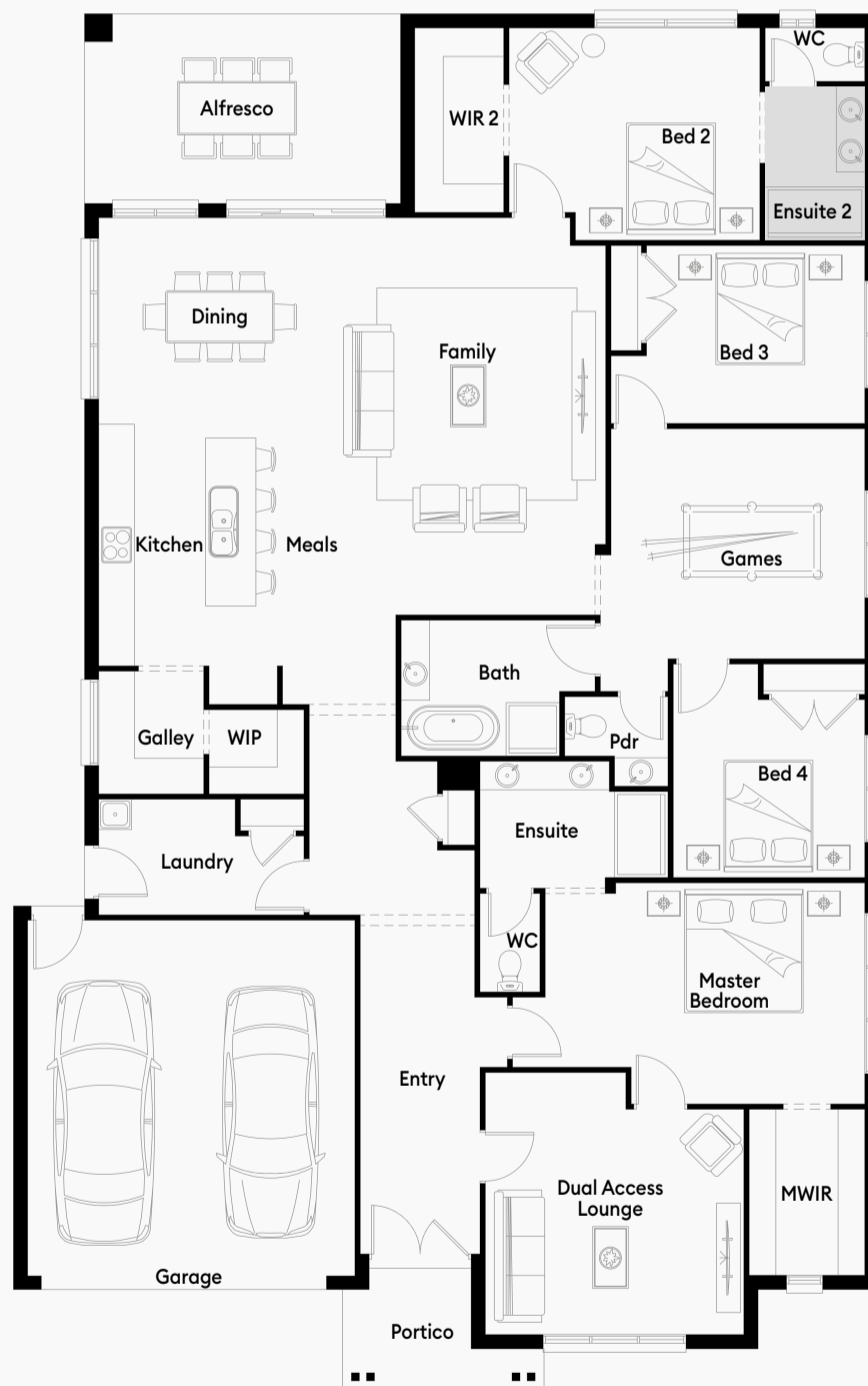 WC
Alfresco
WIR 2
Bed 2
Ensuite 2
Dining
Family
Bed 3
Kitchen
Meals
Games
Bath
Galley
WIP
Pdr
Bed 4
Ensuite
Laundry
WC
Master
Bedroom
Entry
Dual Access
Lounge
MWIR
Garage
Portico